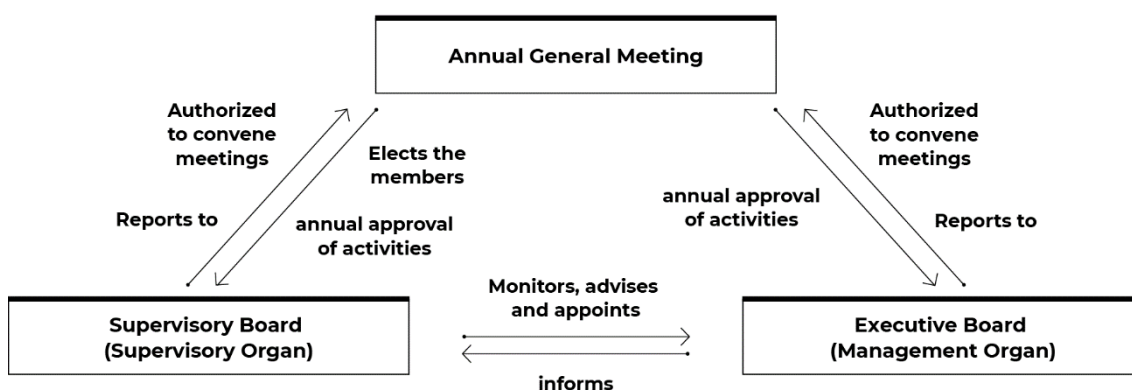 Annual General Meeting
Authorized
to convene
meetings
Reports to
Elects the
members
annual approval
of activities
annual approval
of activities
Authorized
to convene
meetings
Reports to
Supervisory Board
(Supervisory Organ)
Monitors, advises
and appoints
informs
Executive Board
(Management Organ)